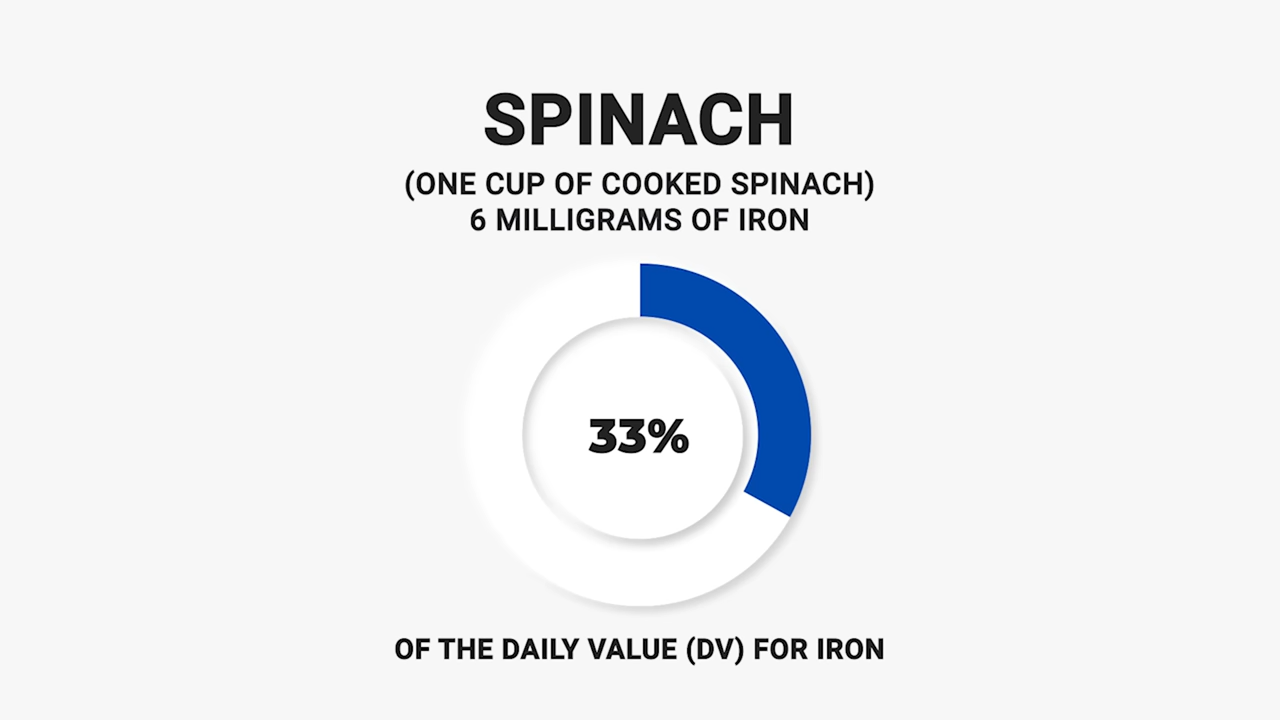 SPINACH
(ONE CUP OF COOKED SPINACH)
6 MILLIGRAMS OF IRON
33%
OF THE DAILY VALUE (DV) FOR IRON